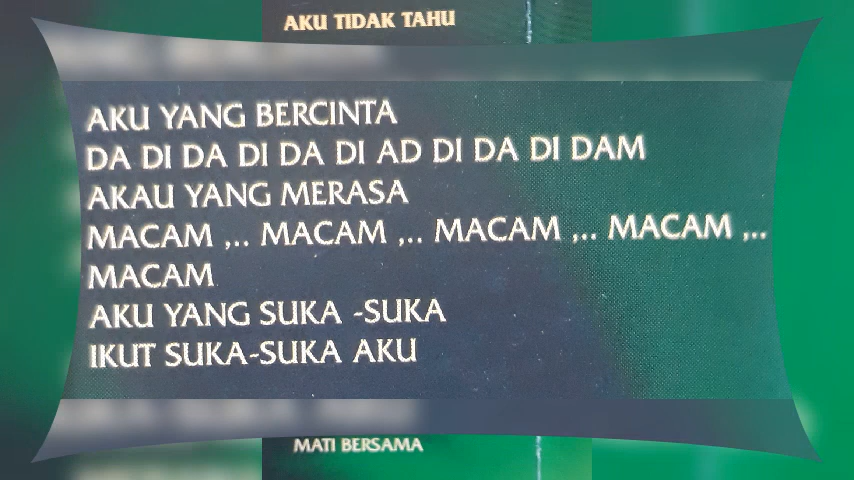 AKU TIDAK TAHU
AKU YANG BERCINTA
DA DI DA DI DA DI AD DI DA DI DAM
AKAU YANG MERASA
MACAM ,.. MACAM ,.. MACAM ,.. MACAM ,..
MACAM
AKU YANG SUKA -SUKA
IKUT SUKA-SUKA AKU
MATI BERSAMA